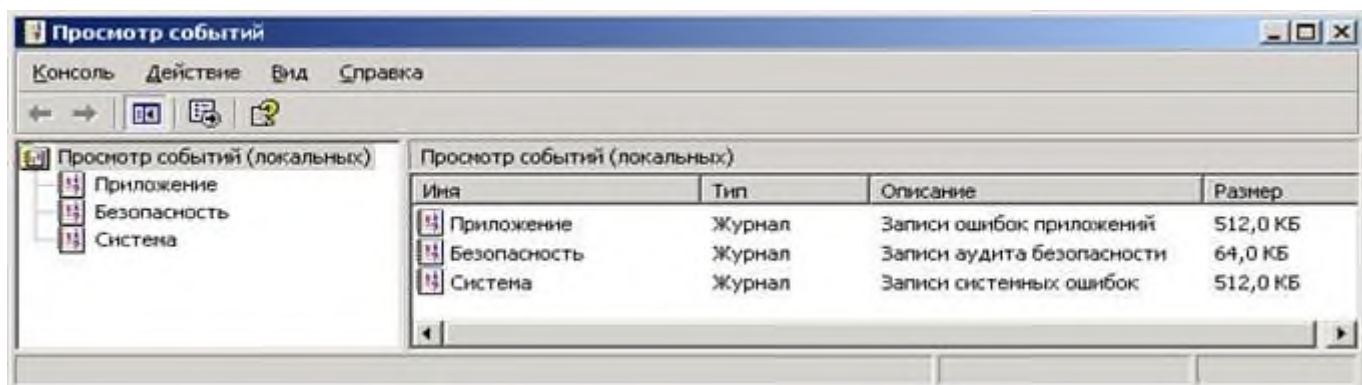 Просмотр событий
Консоль Действие Вид Справка
Просмотр событий (локальных)
Приложение
Безопасность
Система
Просмотр событий (локальных)
Имя Тип Описание Размер
Приложение Журнал Записи ошибок приложений 512,0 КБ
Безопасность Журнал Записи аудита безопасности 64,0 КБ
Система Журнал Записи системных ошибок 512,0 КБ